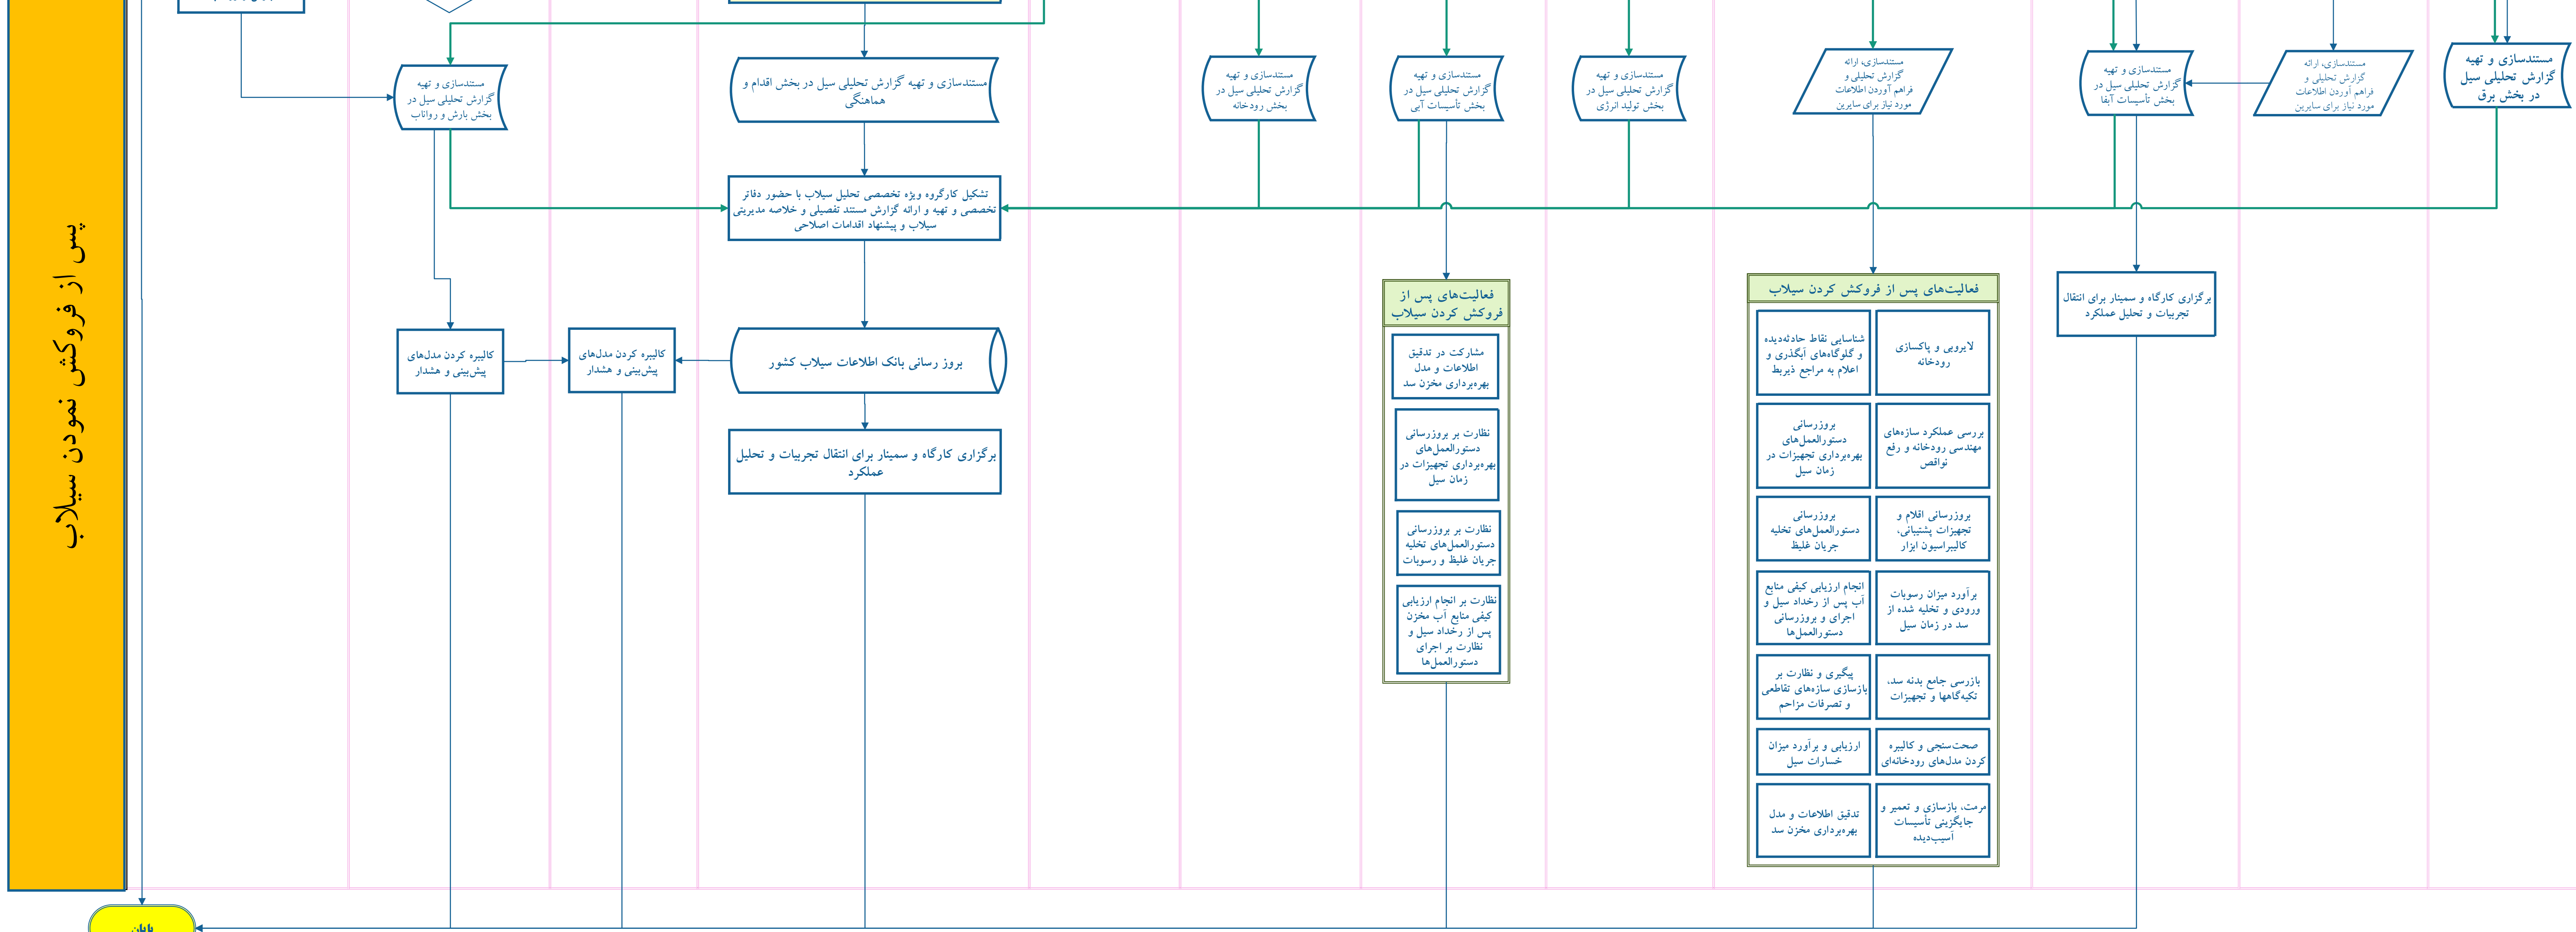 پس از فروکش نمودن سیلاب
مستندسازی و تهیه
گزارش تحلیلی سیل
در بخش برق
مستندسازی، ارائه
گزارش تحلیلی و
فراهم آوردن اطلاعات
مورد نیاز برای سایرین
مستندسازی و تهیه
گزارش تحلیلی سیل در
بخش تأسیسات آبفا
مستندسازی، ارائه
گزارش تحلیلی و
فراهم آوردن اطلاعات
مورد نیاز برای سایرین
مستندسازی و تهیه
گزارش تحلیلی سیل در
بخش تولید انرژی
مستندسازی و تهیه
گزارش تحلیلی سیل در
بخش تأسیسات آبی
مستندسازی و تهیه
گزارش تحلیلی سیل در
بخش رودخانه
مستندسازی و تهیه گزارش تحلیلی سیل در بخش اقدام و
هماهنگی
مستندسازی و تهیه
گزارش تحلیلی سیل در
بخش بارش و رواناب
تشکیل کارگروه ویژه تخصصی تحلیل سیلاب با حضور دفاتر
تخصصی و تهیه و ارائه گزارش مستند تفصیلی و خلاصه مدیریتی
سیلاب و پیشنهاد اقدامات اصلاحی
برگزاری کارگاه و سمینار برای انتقال
تجربیات و تحلیل عملکرد
فعالیت‌های پس از فروکش کردن سیلاب
لایروبی و پاکسازی
رودخانه
شناسایی نقاط حادثه‌دیده
و گلوگاه‌های آبگذری و
اعلام به مراجع ذیربط
بررسی عملکرد سازه‌های
مهندسی رودخانه و رفع
نواقص
بروزرسانی
دستورالعمل‌های
بهره‌برداری تجهیزات در
زمان سیل
بروزرسانی اقلام و
تجهیزات پشتیبانی،
کالیبراسیون ابزار
بروزرسانی
دستورالعمل‌های تخلیه
جریان غلیظ
برآورد میزان رسوبات
ورودی و تخلیه شده از
سد در زمان سیل
انجام ارزیابی کیفی منابع
آب پس از رخداد سیل و
اجرای و بروزرسانی
دستورالعمل‌ها
بازرسی جامع بدنه سد،
تکیه‌گاهها و تجهیزات
پیگیری و نظارت بر
بازسازی سازه‌های تقاطعی
و تصرفات مزاحم
صحت‌سنجی و کالیبره
کردن مدل‌های رودخانه‌ای
ارزیابی و برآورد میزان
خسارات سیل
مرمت، بازسازی و تعمیر و
جایگزینی تأسیسات
آسیب‌دیده
تدقیق اطلاعات و مدل
بهره‌برداری مخزن سد
فعالیت‌های پس از
فروکش کردن سیلاب
مشارکت در تدقیق
اطلاعات و مدل
بهره‌برداری مخزن سد
نظارت بر بروزرسانی
دستورالعمل‌های
بهره‌برداری تجهیزات در
زمان سیل
نظارت بر بروزرسانی
دستورالعمل‌های تخلیه
جریان غلیظ و رسوبات
نظارت بر انجام ارزیابی
کیفی منابع آب مخزن
پس از رخداد سیل و
نظارت بر اجرای
دستورالعمل‌ها
بروز رسانی بانک اطلاعات سیلاب کشور
کالیبره کردن مدل‌های
پیش‌بینی و هشدار
کالیبره کردن مدل‌های
پیش‌بینی و هشدار
برگزاری کارگاه و سمینار برای انتقال تجربیات و تحلیل
عملکرد
پایان